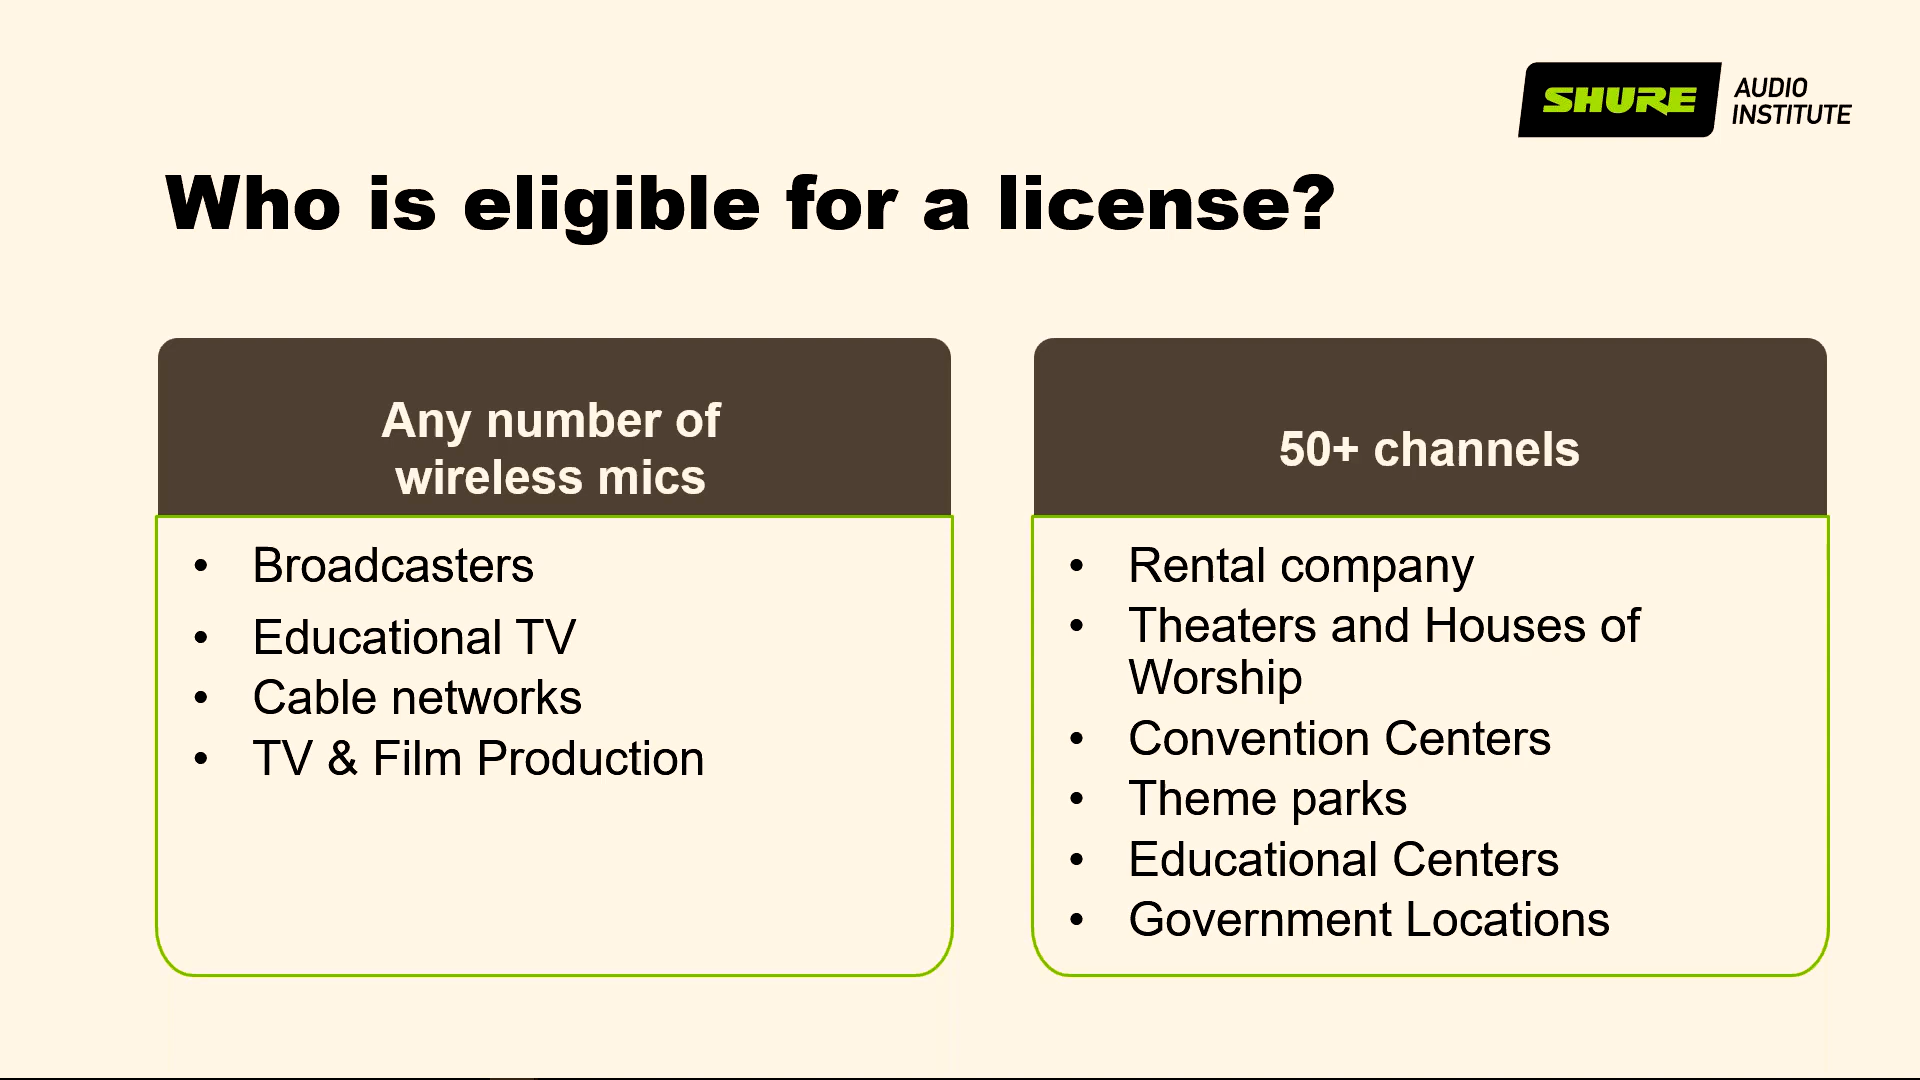 SHURE AUDIO
INSTITUTE
Who is eligible for a license?
Any number of
wireless mics
• Broadcasters
• Educational TV
• Cable networks
• TV & Film Production
50+ channels
• Rental company
• Theaters and Houses of
Worship
• Convention Centers
• Theme parks
• Educational Centers
• Government Locations